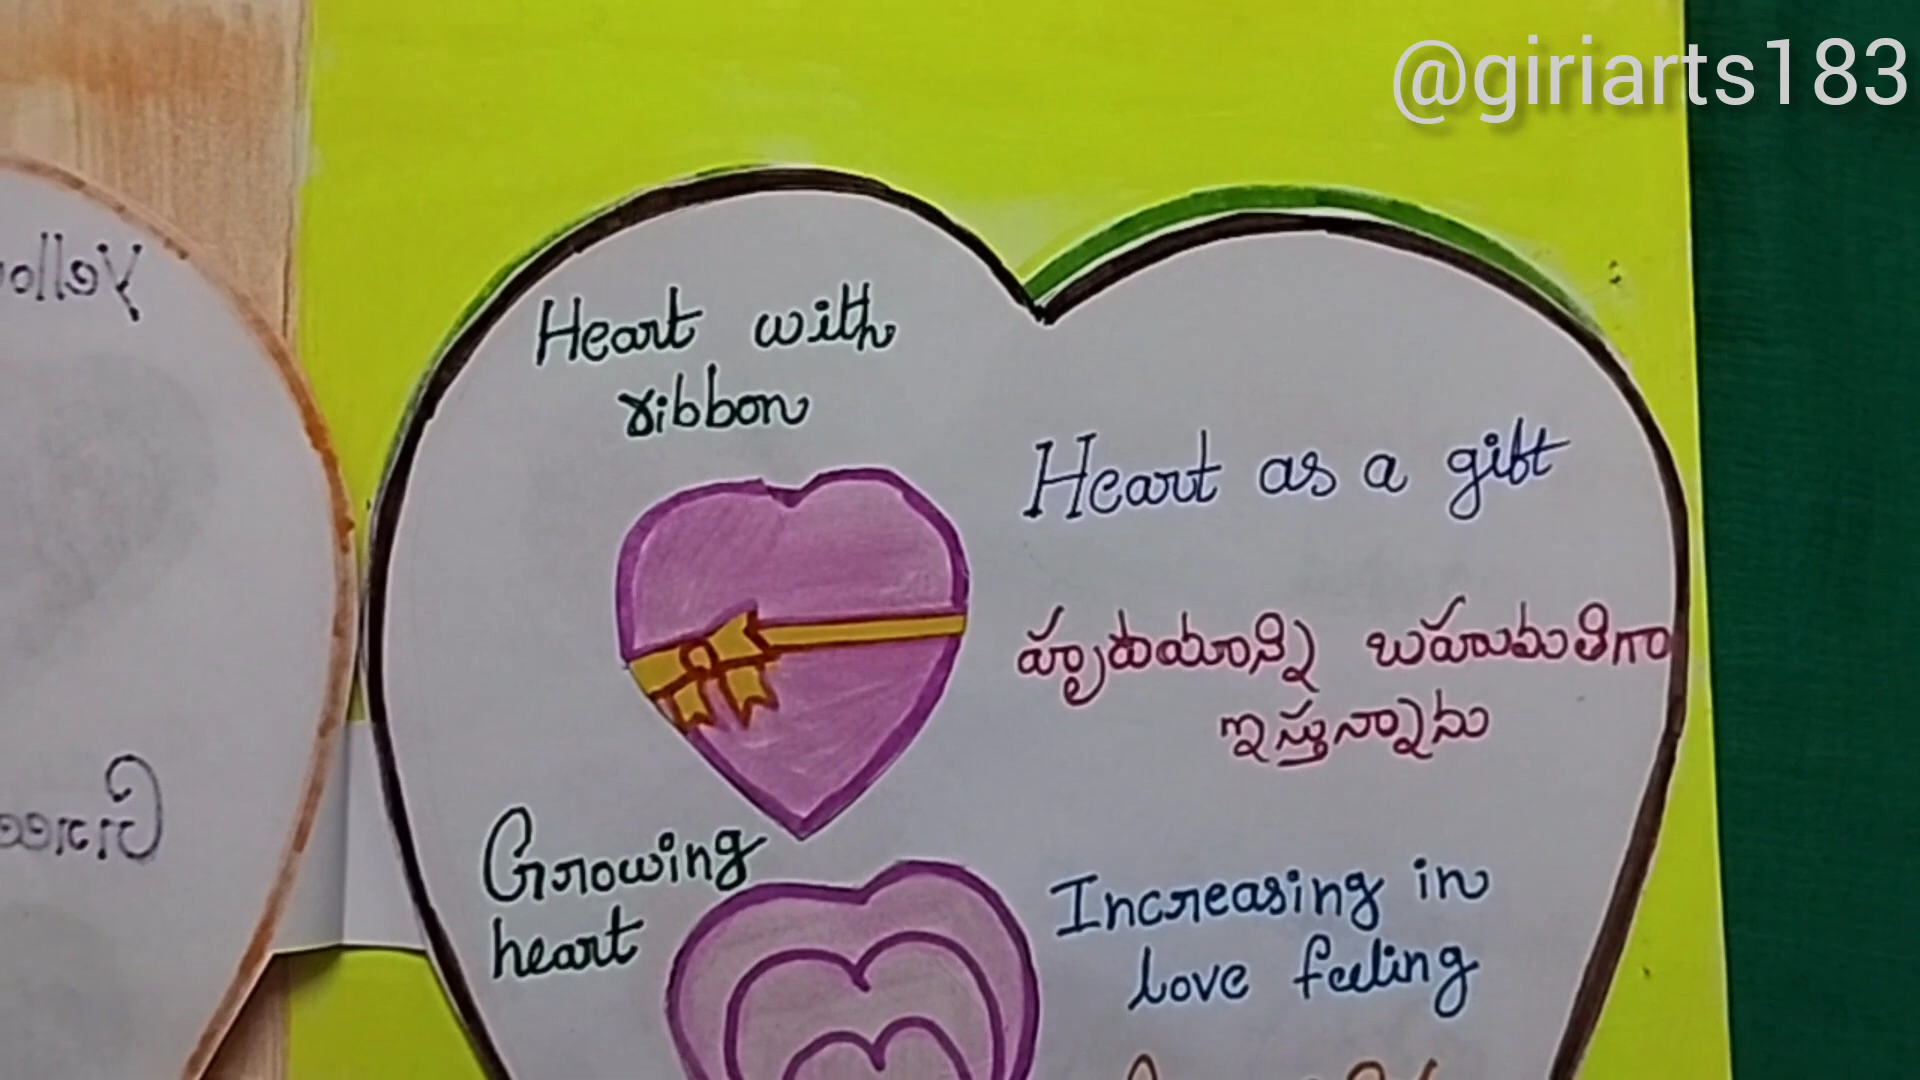 @giriarts183
Heart with
ribbon
Heart as a gift
హృదయాన్ని బహుమతిగా
ఇస్తున్నాను
Growing
heart
Increasing in
love feeling